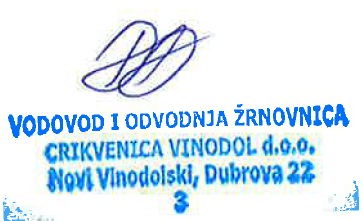 VODOVOD I ODVODNJA ŽRNOVNICA
CRIKVENICA VINODOL d.o.o.
Novi Vinodolski, Dubrova 22
3